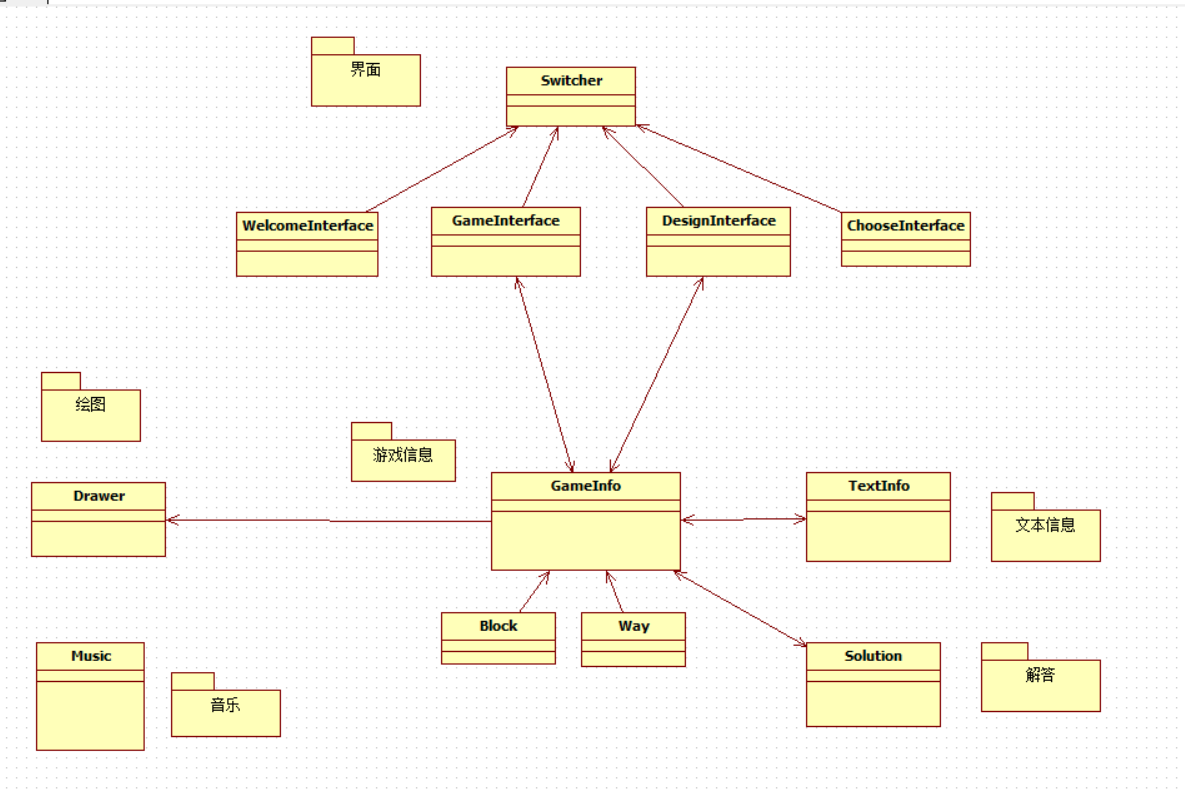 界面
Switcher
WelcomeInterface
GameInterface
DesignInterface
ChooseInterface
绘图
游戏信息
Drawer
GameInfo
TextInfo
文本信息
Block
Way
Music
Solution
解答
音乐